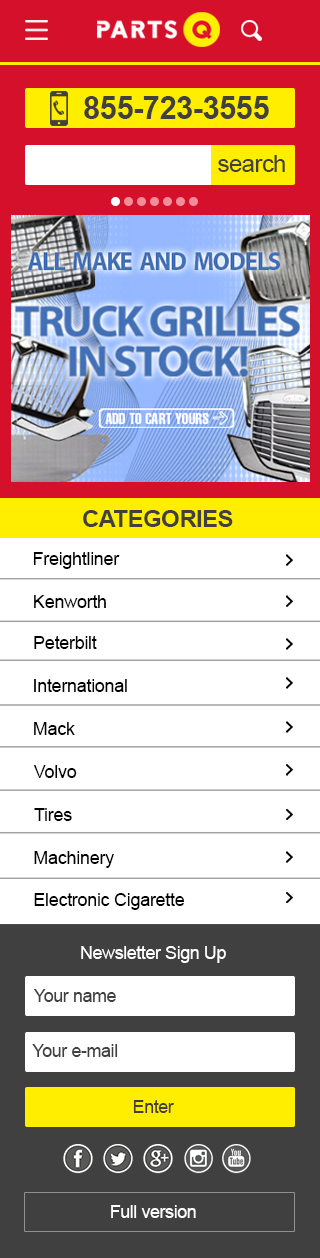 PARTS Q
855-723-3555
search
ALL MAKE AND MODELS
TRUCK GRILLES
IN STOCK!
ADD TO CART YOURS
CATEGORIES
Freightliner
Kenworth
Peterbilt
International
Mack
Volvo
Tires
Machinery
Electronic Cigarette
Newsletter Sign Up
Your name
Your e-mail
Enter
f g+ You Tube
Full version